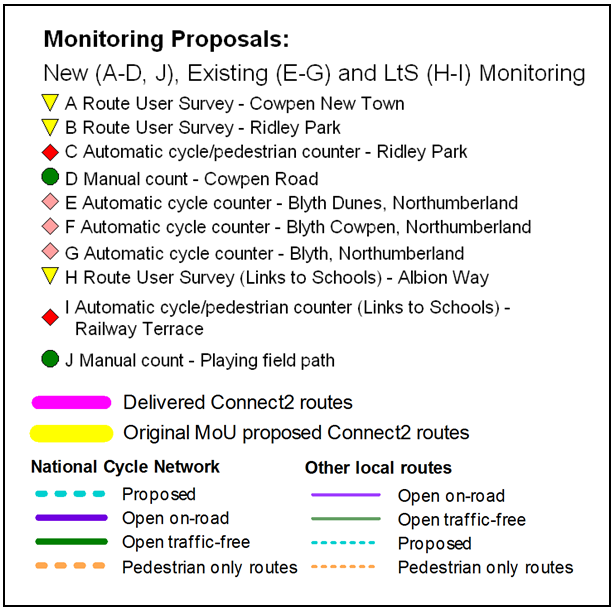 Monitoring Proposals:
New (A-D, J), Existing (E-G) and LtS (H-I) Monitoring
A Route User Survey - Cowpen New Town
B Route User Survey - Ridley Park
C Automatic cycle/pedestrian counter - Ridley Park
D Manual count - Cowpen Road
E Automatic cycle counter - Blyth Dunes, Northumberland
F Automatic cycle counter - Blyth Cowpen, Northumberland
G Automatic cycle counter - Blyth, Northumberland
H Route User Survey (Links to Schools) - Albion Way
I Automatic cycle/pedestrian counter (Links to Schools) -
Railway Terrace
J Manual count - Playing field path
Delivered Connect2 routes
Original MoU proposed Connect2 routes
National Cycle Network
Proposed
Open on-road
Open traffic-free
Pedestrian only routes
Other local routes
Open on-road
Open traffic-free
Proposed
Pedestrian only routes